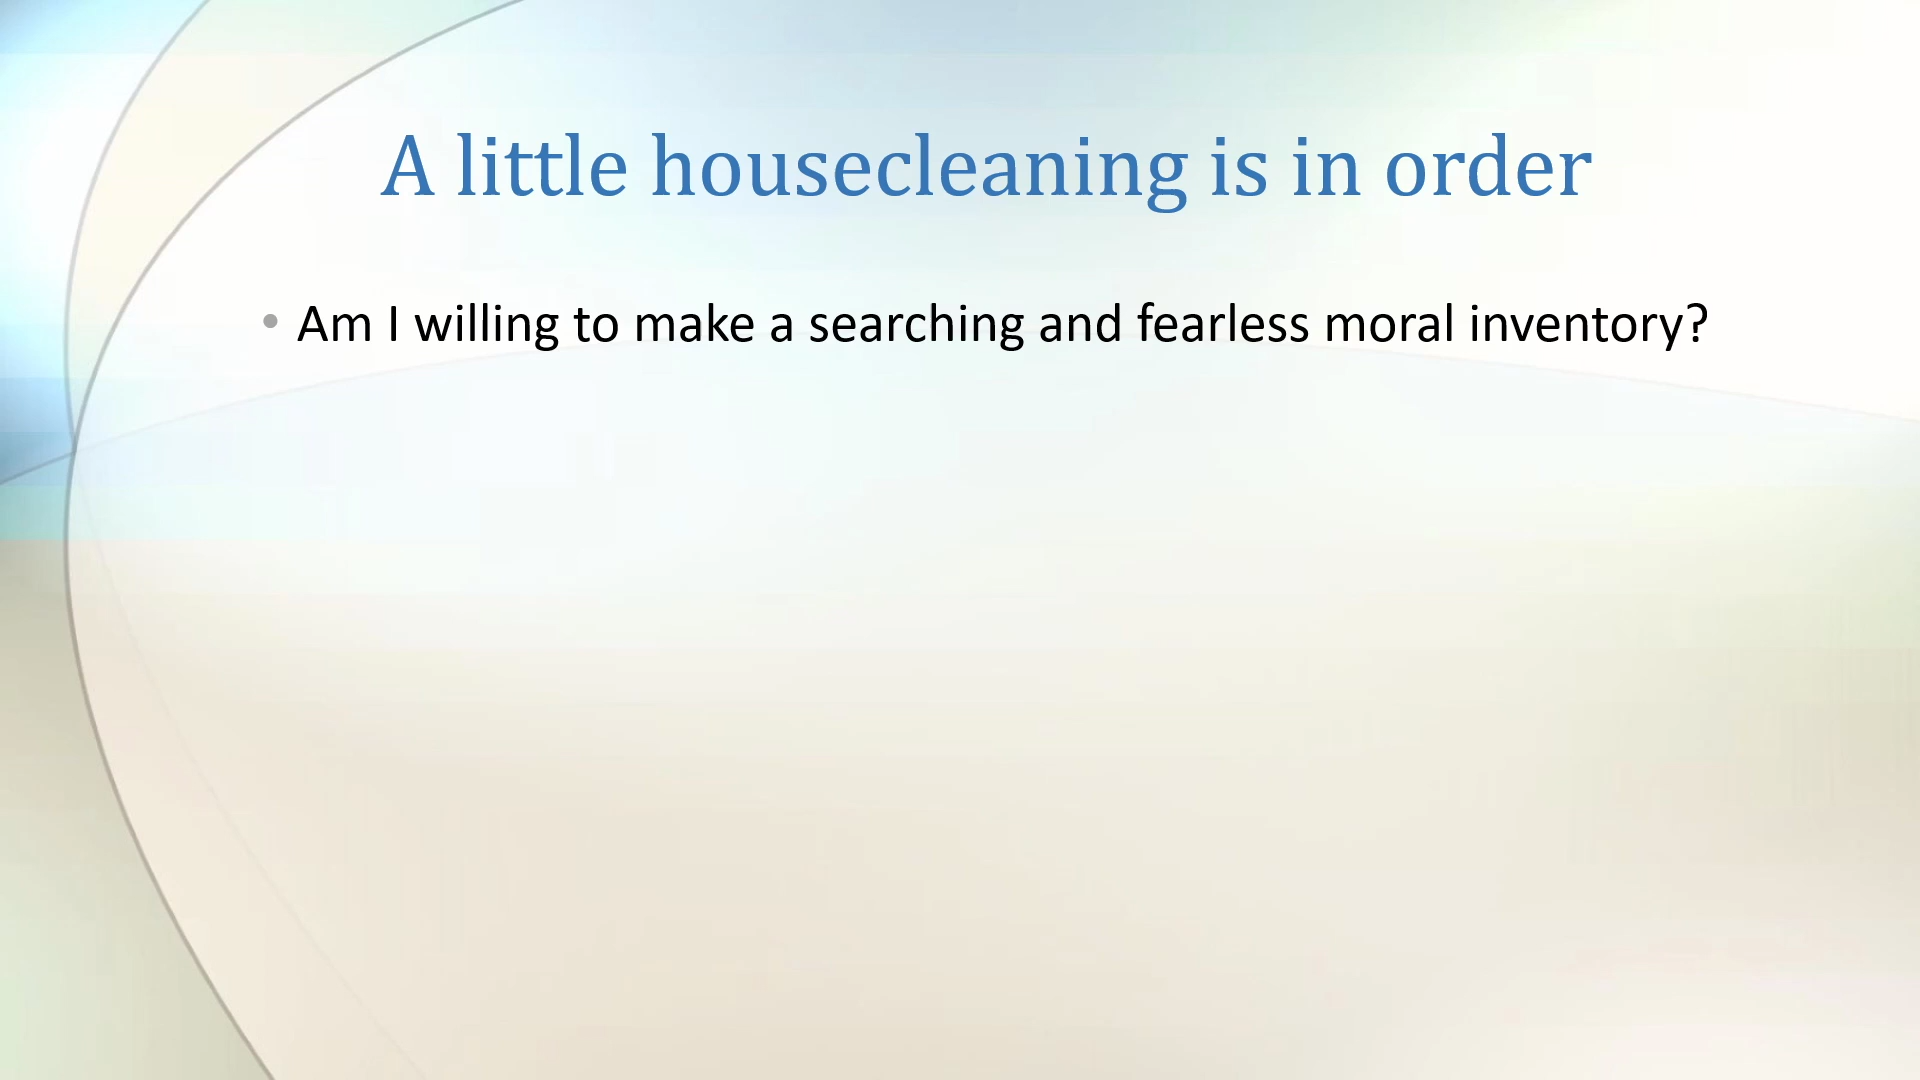 A little housecleaning is in order
• Am I willing to make a searching and fearless moral inventory?